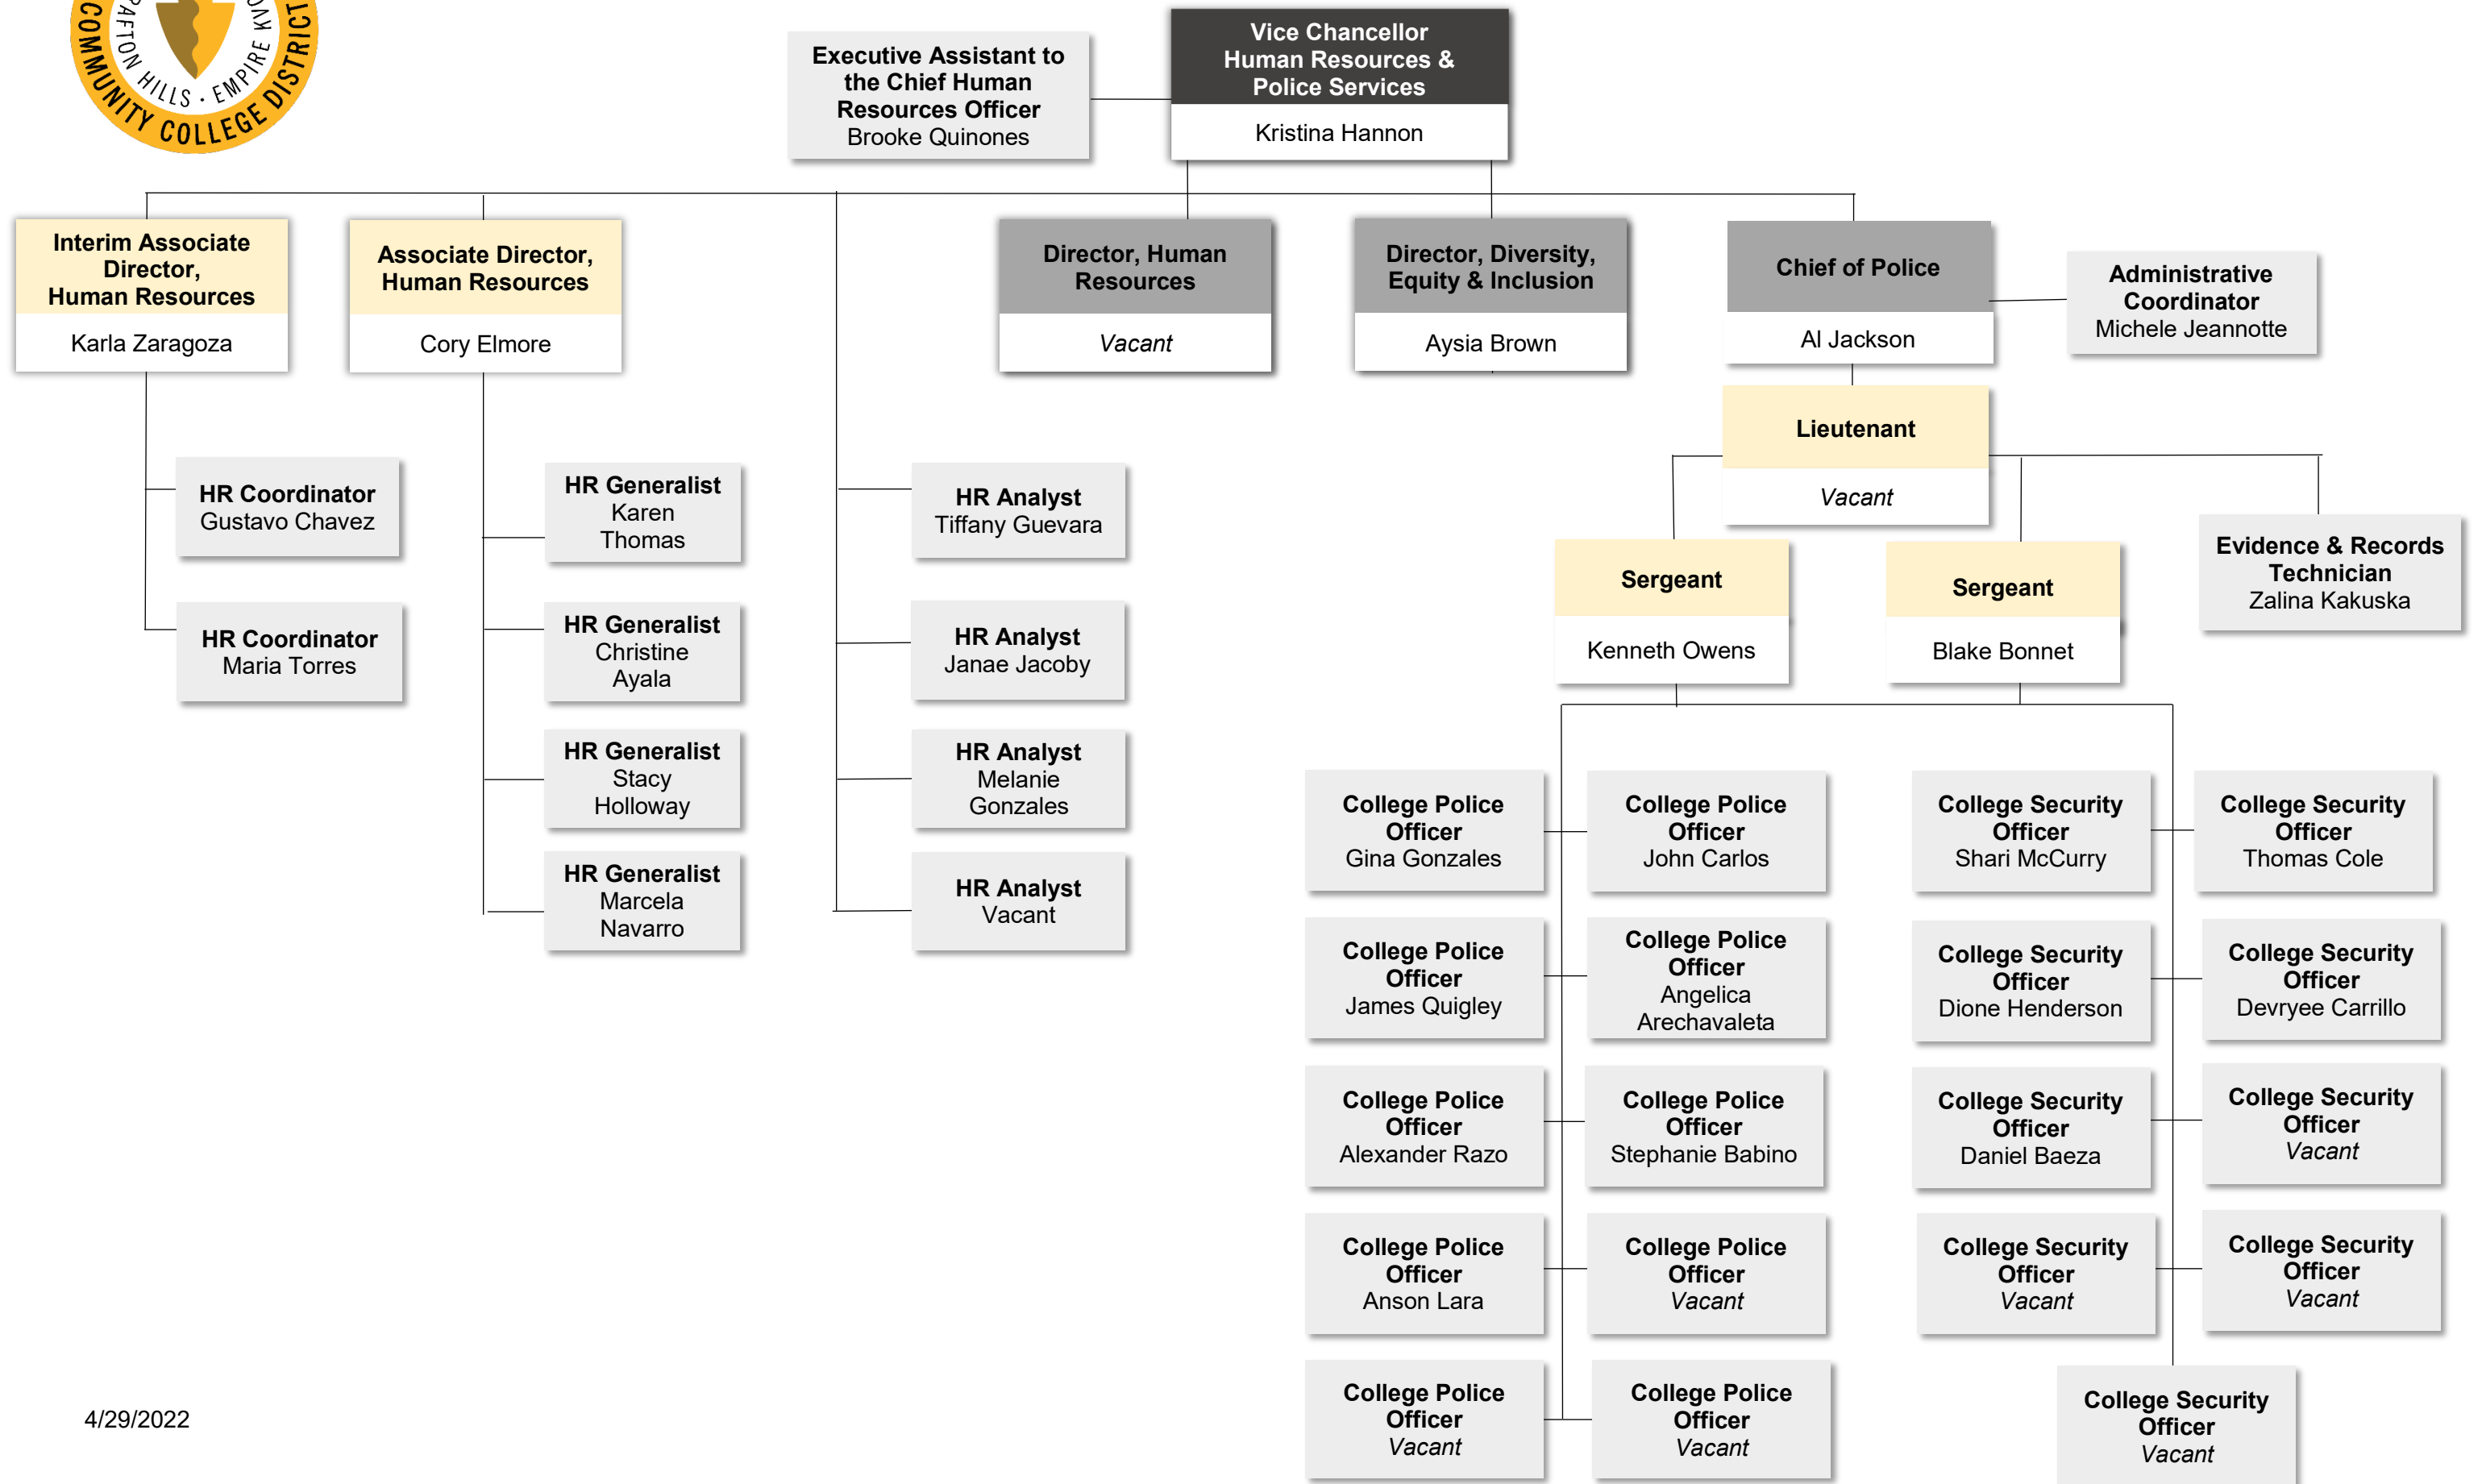 COMMUNITY COLLEGE DISTRICT
HILLS · EMPIRE
Executive Assistant to
the Chief Human
Resources Officer
Brooke Quinones
Vice Chancellor
Human Resources &
Police Services
Kristina Hannon
Interim Associate
Director,
Human Resources
Karla Zaragoza
Associate Director,
Human Resources
Cory Elmore
Director, Human
Resources
Vacant
Director, Diversity,
Equity & Inclusion
Aysia Brown
Chief of Police
Al Jackson
Administrative
Coordinator
Michele Jeannotte
Lieutenant
Vacant
HR Coordinator
Gustavo Chavez
HR Coordinator
Maria Torres
HR Generalist
Karen
Thomas
HR Generalist
Christine
Ayala
HR Generalist
Stacy
Holloway
HR Generalist
Marcela
Navarro
HR Analyst
Tiffany Guevara
HR Analyst
Janae Jacoby
HR Analyst
Melanie
Gonzales
HR Analyst
Vacant
Sergeant
Kenneth Owens
Sergeant
Blake Bonnet
Evidence & Records
Technician
Zalina Kakuska
College Police
Officer
Gina Gonzales
College Police
Officer
John Carlos
College Security
Officer
Shari McCurry
College Security
Officer
Thomas Cole
College Police
Officer
James Quigley
College Police
Officer
Angelica
Arechavaleta
College Security
Officer
Dione Henderson
College Security
Officer
Devryee Carrillo
College Police
Officer
Alexander Razo
College Police
Officer
Stephanie Babino
College Security
Officer
Daniel Baeza
College Security
Officer
Vacant
College Police
Officer
Anson Lara
College Police
Officer
Vacant
College Security
Officer
Vacant
College Security
Officer
Vacant
College Police
Officer
Vacant
College Police
Officer
Vacant
College Security
Officer
Vacant
4/29/2022